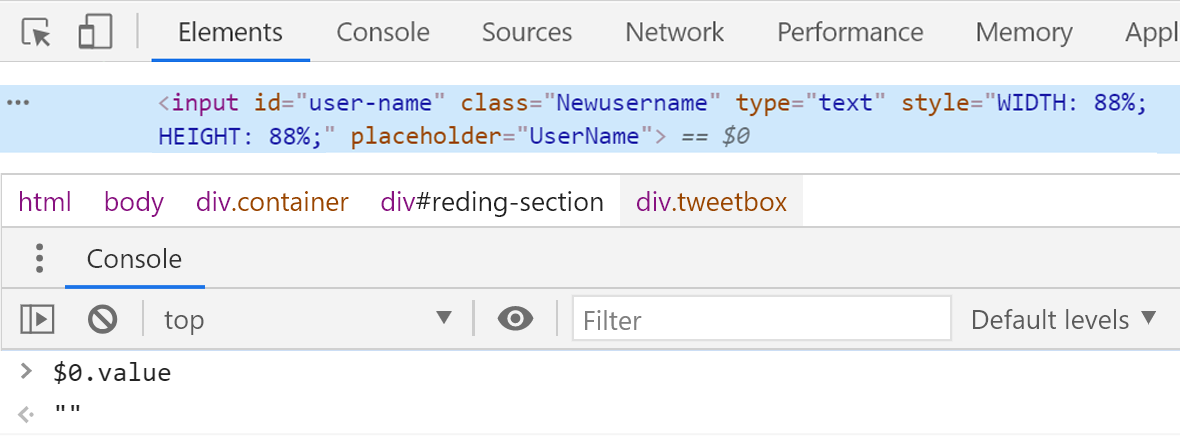 Elements Console Sources Network Performance Memory Appl
<input id="user-name" class="Newusername" type="text" style="WIDTH: 88%;
HEIGHT: 88%;" placeholder="UserName"> == $0
html body div.container div#reding-section div.tweetbox
Console
top Filter Default levels ▼
> $0.value
""